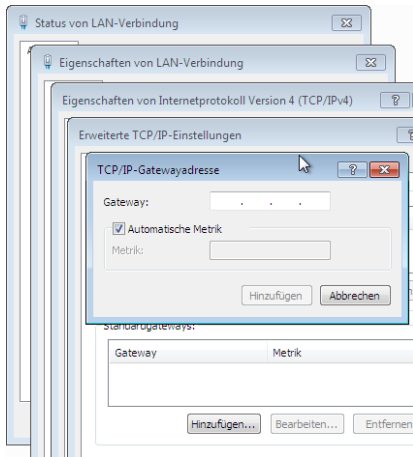 Status von LAN-Verbindung
Eigenschaften von LAN-Verbindung
Eigenschaften von Internetprotokoll Version 4 (TCP/IPv4)
Erweiterte TCP/IP-Einstellungen
TCP/IP-Gatewayadresse
Gateway: . . .
Automatische Metrik
Metrik:
Hinzufügen Abbrechen
Standardgateways:
Gateway Metrik
Hinzufügen... Bearbeiten... Entfernen